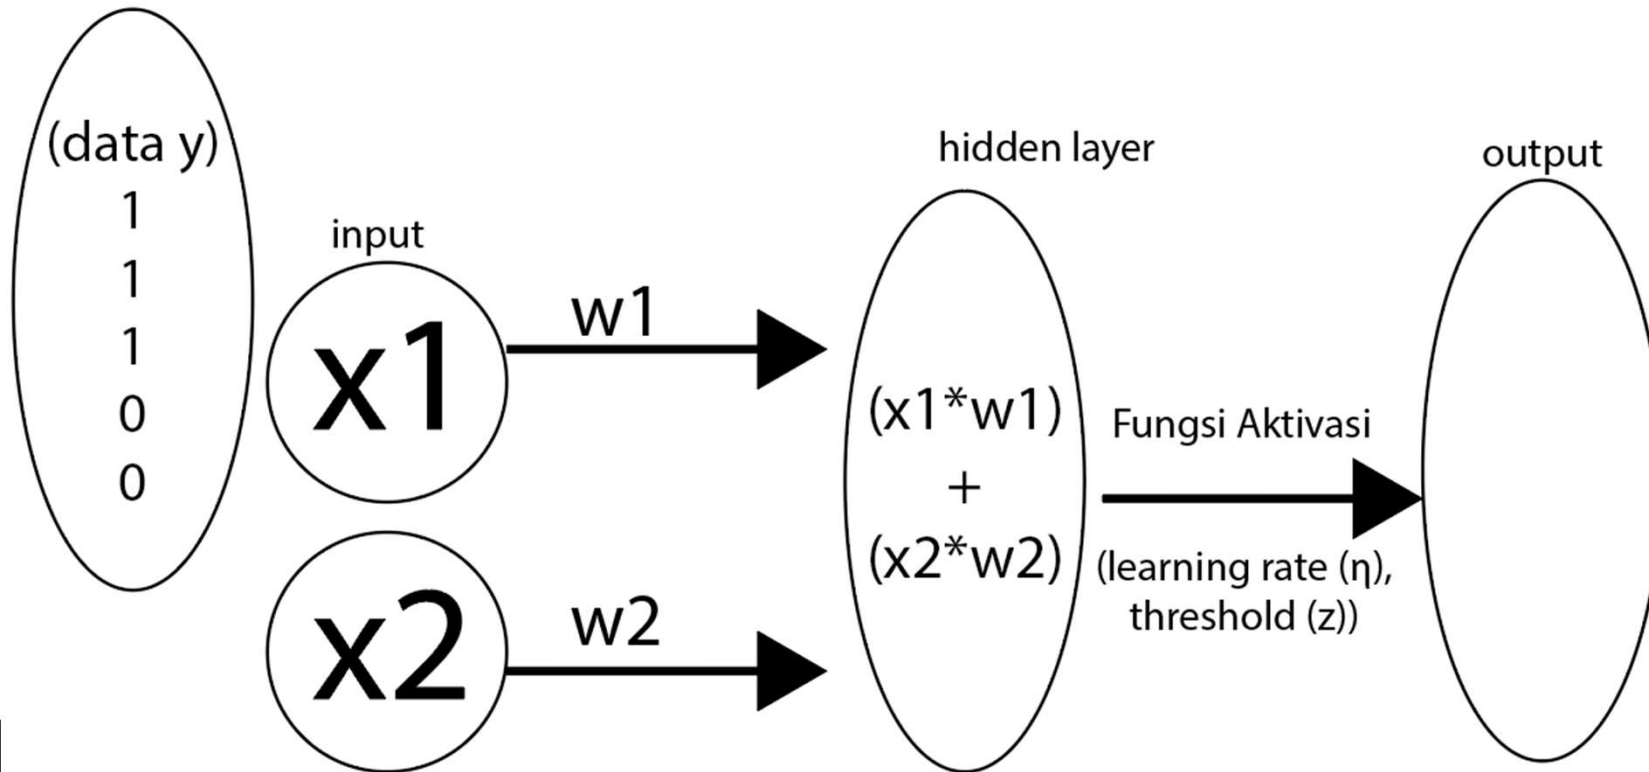 (data y)
1
1
1
0
0
input
x1
x2
w1
w2
hidden layer
(x1*w1)
+
(x2*w2)
Fungsi Aktivasi
(learning rate (η),
threshold (z))
output